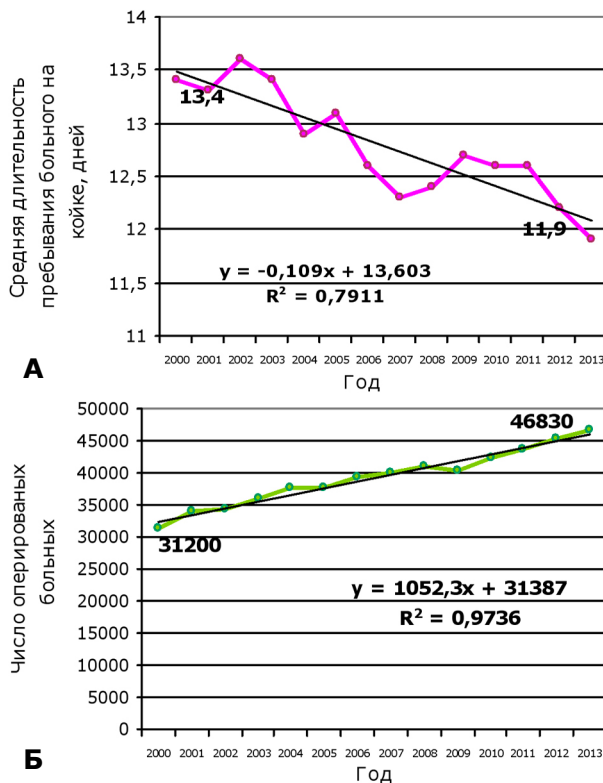 Средняя длительность
пребывания больного на
койке, дней
14
13,5
13
12,5
12
11,5
11
13,4
11,9
y = -0,109x + 13,603
R² = 0,7911
2000 2001 2002 2003 2004 2005 2006 2007 2008 2009 2010 2011 2012 2013
Год
А
Число оперированых
больных
50000
45000
40000
35000
30000
25000
20000
15000
10000
5000
0
46830
31200
y = 1052,3x + 31387
R² = 0,9736
2000 2001 2002 2003 2004 2005 2006 2007 2008 2009 2010 2011 2012 2013
Год
Б